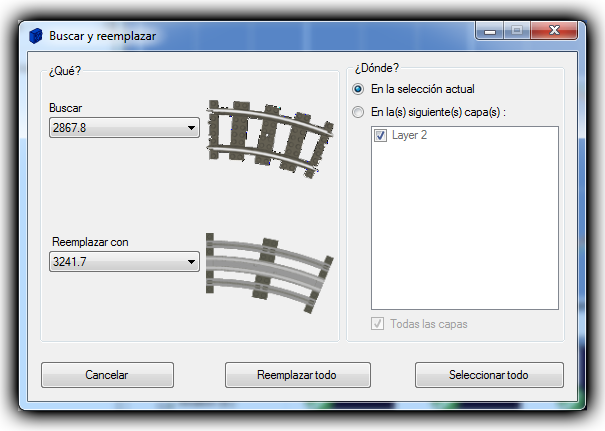 Buscar y reemplazar
¿Qué?
Buscar
2867.8
Reemplazar con
3241.7
¿Dónde?
En la selección actual
En la(s) siguiente(s) capa(s) :
Layer 2
Todas las capas
Cancelar
Reemplazar todo
Seleccionar todo